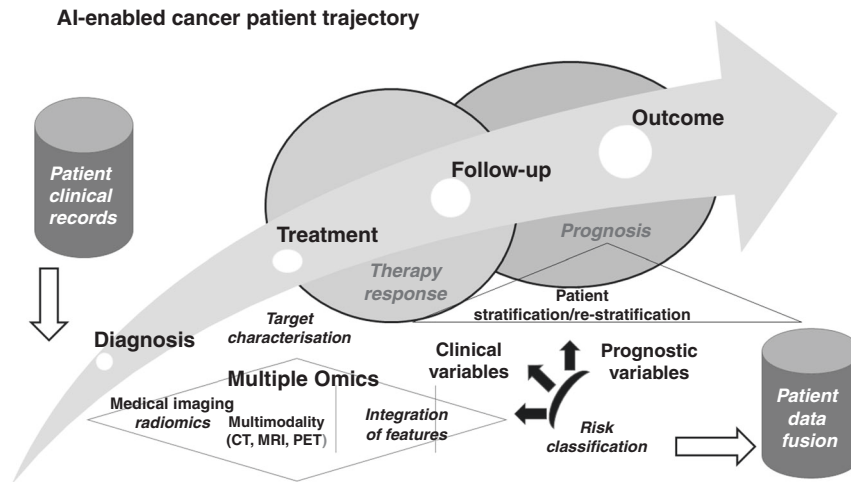 AI-enabled cancer patient trajectory
Patient
clinical
records
Outcome
Follow-up
Treatment
Prognosis
Therapy
response
Patient
stratification/re-stratification
Target
characterisation
Diagnosis
Multiple Omics
Medical imaging
radiomics
Multimodality
(CT, MRI, PET)
Integration
of features
Clinical
variables
Prognostic
variables
Risk
classification
Patient
data
fusion